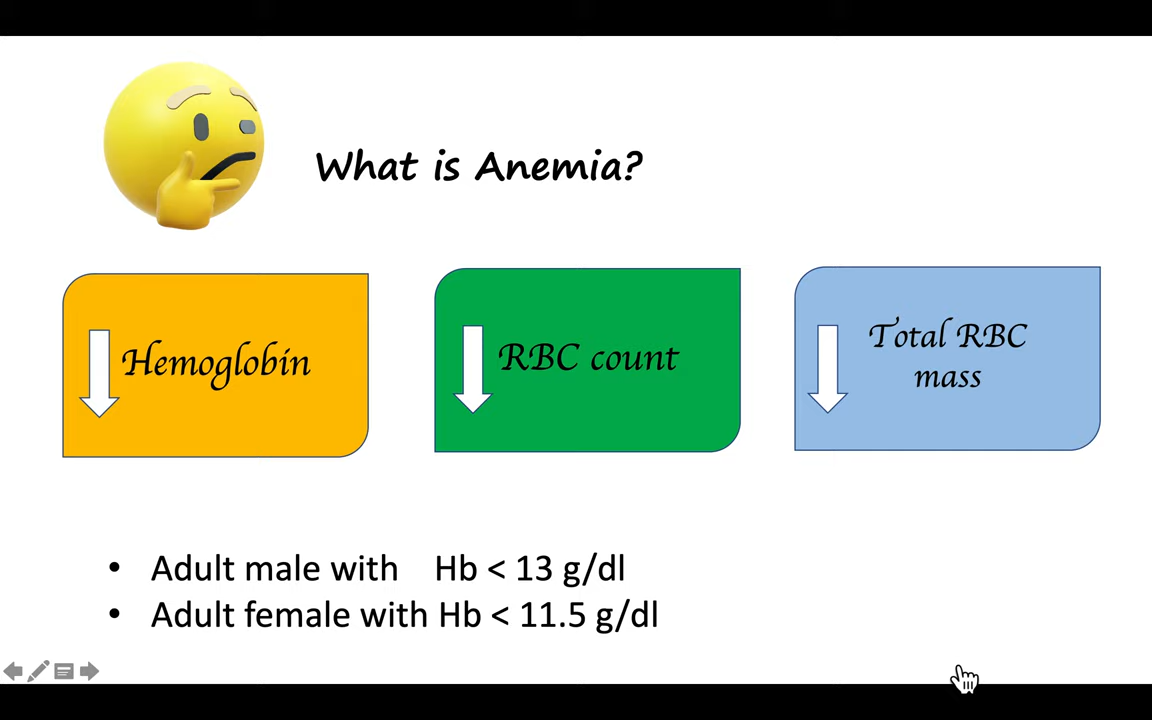 What is Anemia?
Hemoglobin
RBC count
Total RBC
mass
• Adult male with Hb < 13 g/dl
• Adult female with Hb < 11.5 g/dl